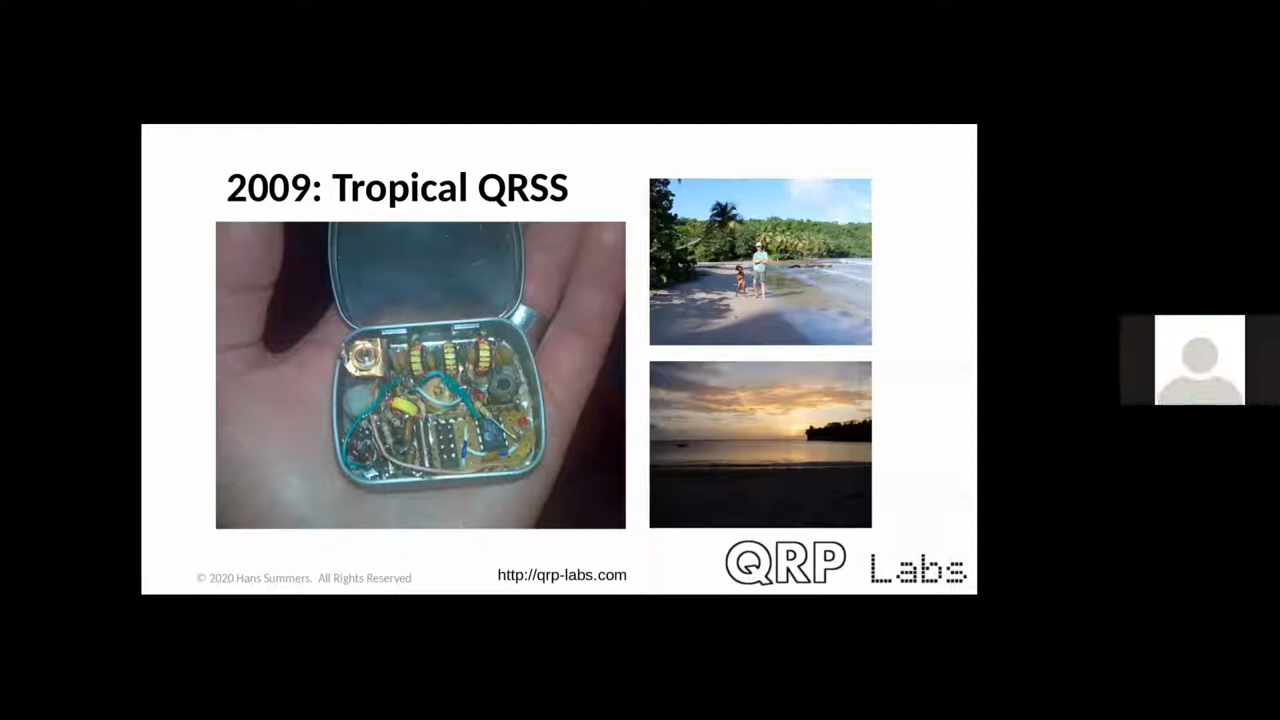 2009: Tropical QRSS
© 2020 Hans Summers. All Rights Reserved
http://qrp-labs.com
QRP Labs